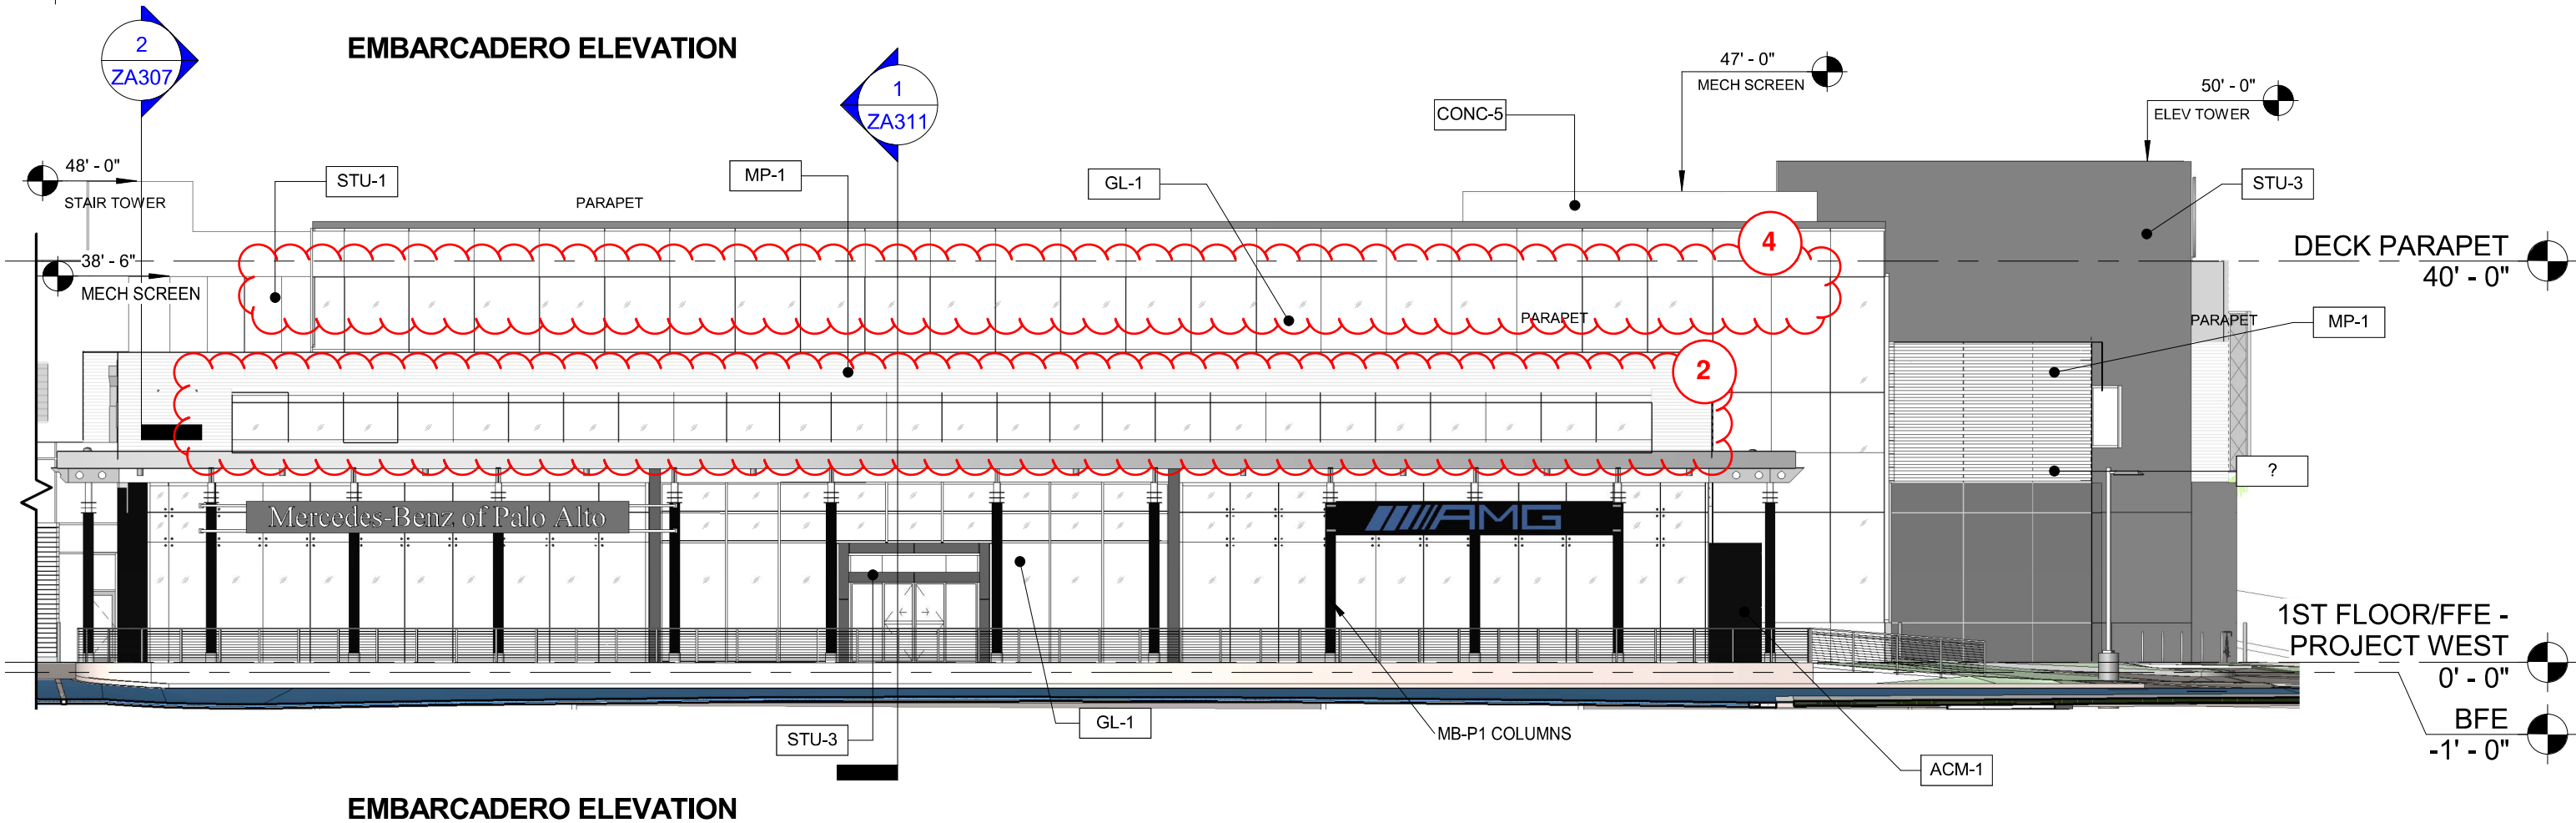 EMBARCADERO ELEVATION
2
ZA307
1
ZA311
47' - 0"
MECH SCREEN
50' - 0"
ELEV TOWER
CONC-5
48' - 0"
STAIR TOWER
STU-1
MP-1
GL-1
STU-3
PARAPET
4
DECK PARAPET
40' - 0"
38' - 6"
MECH SCREEN
PARAPET
PARAPET
MP-1
2
?
Mercedes-Benz of Palo Alto
AMG
1ST FLOOR/FFE -
PROJECT WEST
0' - 0"
BFE
-1' - 0"
STU-3
GL-1
MB-P1 COLUMNS
ACM-1
EMBARCADERO ELEVATION